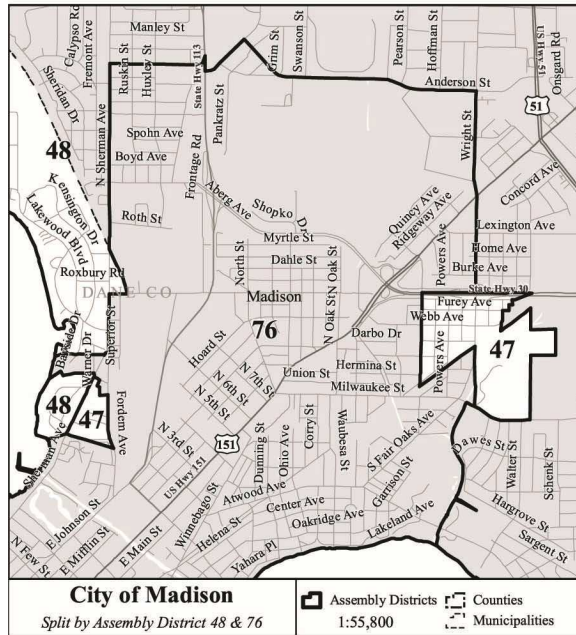 Manley St
Calypso Rd
Fremont Ave
Ruskin St
Huxley St
State Hwy 113
Pankratz St
Grim St
Swanson St
Pearson St
Hoffman St
US Hwy 51
Onsgard Rd
Sheridan Dr
Anderson St
51
N Sherman Ave
Spohn Ave
Boyd Ave
Frontage Rd
Wright St
48
Kensington Dr
Lakewood Blvd
Aberg Ave
Shopko Dr
Quincy Ave
Ridgeway Ave
Concord Ave
Roth St
Myrtle St
Powers Ave
Lexington Ave
Home Ave
Dahle St
North St
N Oak St
Burke Ave
Roxbury Rd
State Hwy 30
DANE CO
Madison
Furey Ave
Webb Ave
Bayside Dr
Warner Dr
Superior St
76
N Oak St
Darbo Dr
47
Hoard St
Hermina St
Powers Ave
Union St
Milwaukee St
48
47
Fordem Ave
N 7th St
N 6th St
N 5th St
N 3rd St
Sherman Ave
151
US Hwy 151
Dunning St
Ohio Ave
Corry St
Waubesa St
S Fair Oaks Ave
Dawes St
Walter St
Schenk St
Garrison St
Winnebago St
Atwood Ave
Center Ave
Hargrove St
E Johnson St
Helena St
Oakridge Ave
Lakeland Ave
Sargent St
N Few St
E Mifflin St
E Main St
Yahara Pl
City of Madison
Split by Assembly District 48 & 76
Assembly Districts
Counties
1:55,800
Municipalities